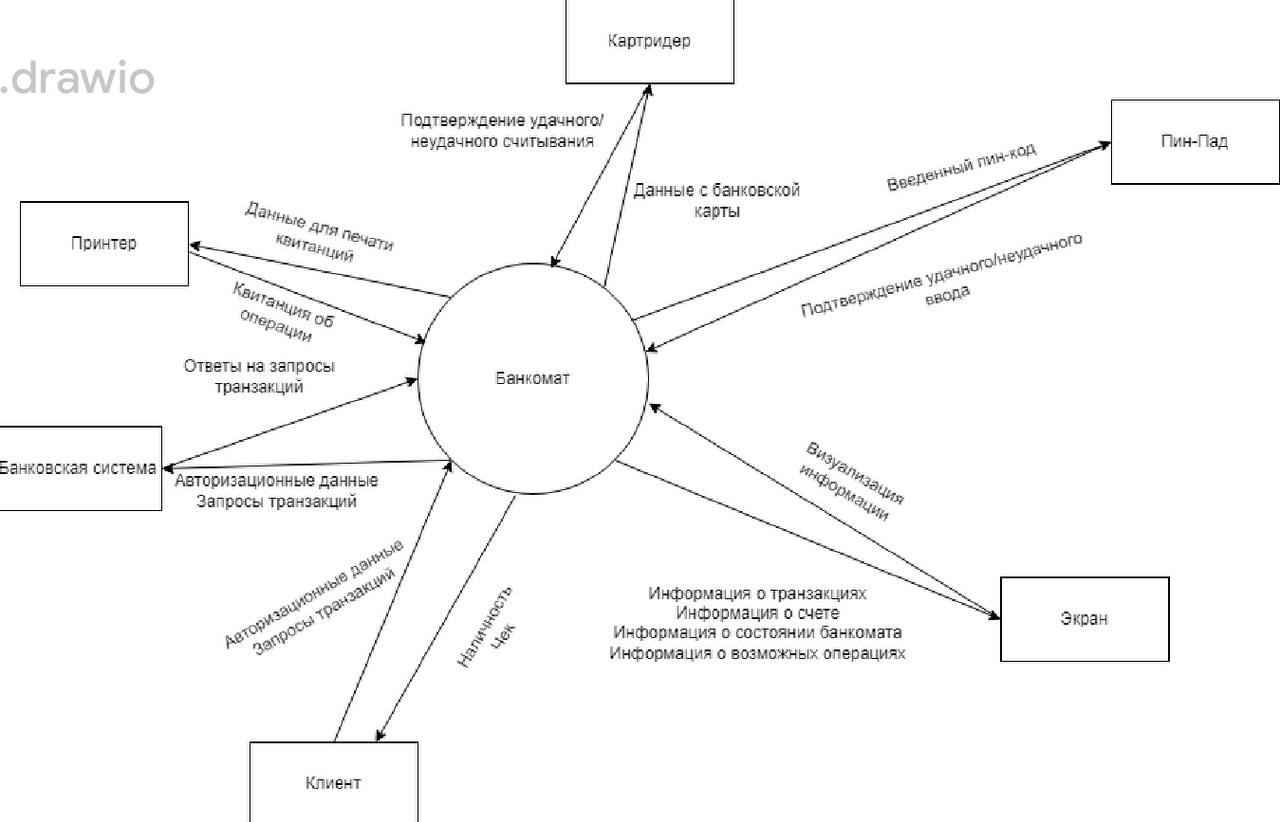 Картридер
.drawio
Подтверждение удачного/
неудачного считывания
Пин-Пад
Введенный пин-код
Данные с банковской
карты
Данные для печати
квитанций
Принтер
Подтверждение удачного/неудачного
ввода
Квитанция об
операции
Ответы на запросы
транзакций
Банкомат
Банковская система
Авторизационные данные
Запросы транзакций
Визуализация
информации
Авторизационные данные
Запросы транзакций
Наличность
Чек
Информация о транзакциях
Информация о счете
Информация о состоянии банкомата
Информация о возможных операциях
Экран
Клиент